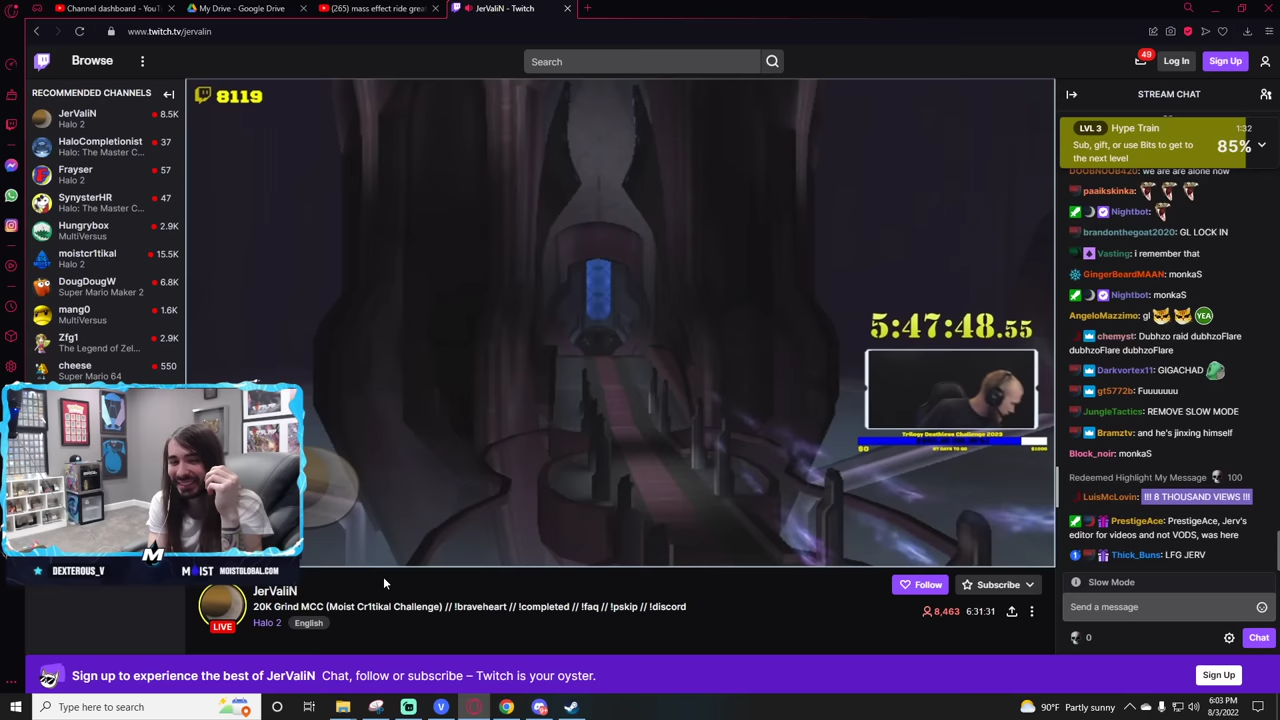 Channel dashboard - YouT
My Drive - Google Drive
(265) mass effect ride great
JerValiN - Twitch
www.twitch.tv/jervalin
Browse
Search
49
Log In
Sign Up
RECOMMENDED CHANNELS
JerValiN
8.5K
Halo 2
HaloCompletionist
37
Halo: The Master C...
Frayser
57
Halo 2
SynysterHR
47
Halo: The Master C...
Hungrybox
2.9K
MultiVersus
moistcr1tikal
15.5K
Halo 2
DougDougW
6.8K
Super Mario Maker 2
mang0
1.6K
MultiVersus
Zfg1
2.9K
The Legend of Zel...
cheese
550
Super Mario 64
DEXTEROUS_V
M
MOIST
MOISTGLOBAL.COM
8119
5:47:48.55
Trilogy Deathless Challenge 2023
$0
$1000
JerValiN
20K Grind MCC (Moist Cr1tikal Challenge) // !braveheart // !completed // !faq // !pskip // !discord
LIVE
Halo 2
English
Follow
Subscribe
8,463
6:31:31
STREAM CHAT
LVL 3
Hype Train
1:32
Sub, gift, or use Bits to get to
the next level
85%
DOOBNOOB420: we are are alone now
paaikskinka:
Nightbot:
brandonthegoat2020: GL LOCK IN
Vasting: i remember that
GingerBeardMAAN: monkaS
Nightbot: monkaS
AngeloMazzimo: gl
YEA
chemyst: Dubhzo raid dubhzoFlare
dubhzoFlare dubhzoFlare
Darkvortex11: GIGACHAD
gt5772b: Fuuuuuuu
JungleTactics: REMOVE SLOW MODE
Bramztv: and he's jinxing himself
Block_noir: monkaS
Redeemed Highlight My Message
100
LuisMcLovin: !!! 8 THOUSAND VIEWS !!!
PrestigeAce: PrestigeAce, Jerv's
editor for videos and not VODS, was here
1
Thick_Buns: LFG JERV
Slow Mode
Send a message
0
Chat
Sign up to experience the best of JerValiN
Chat, follow or subscribe – Twitch is your oyster.
Sign Up
Type here to search
90°F Partly sunny
6:03 PM
8/3/2022